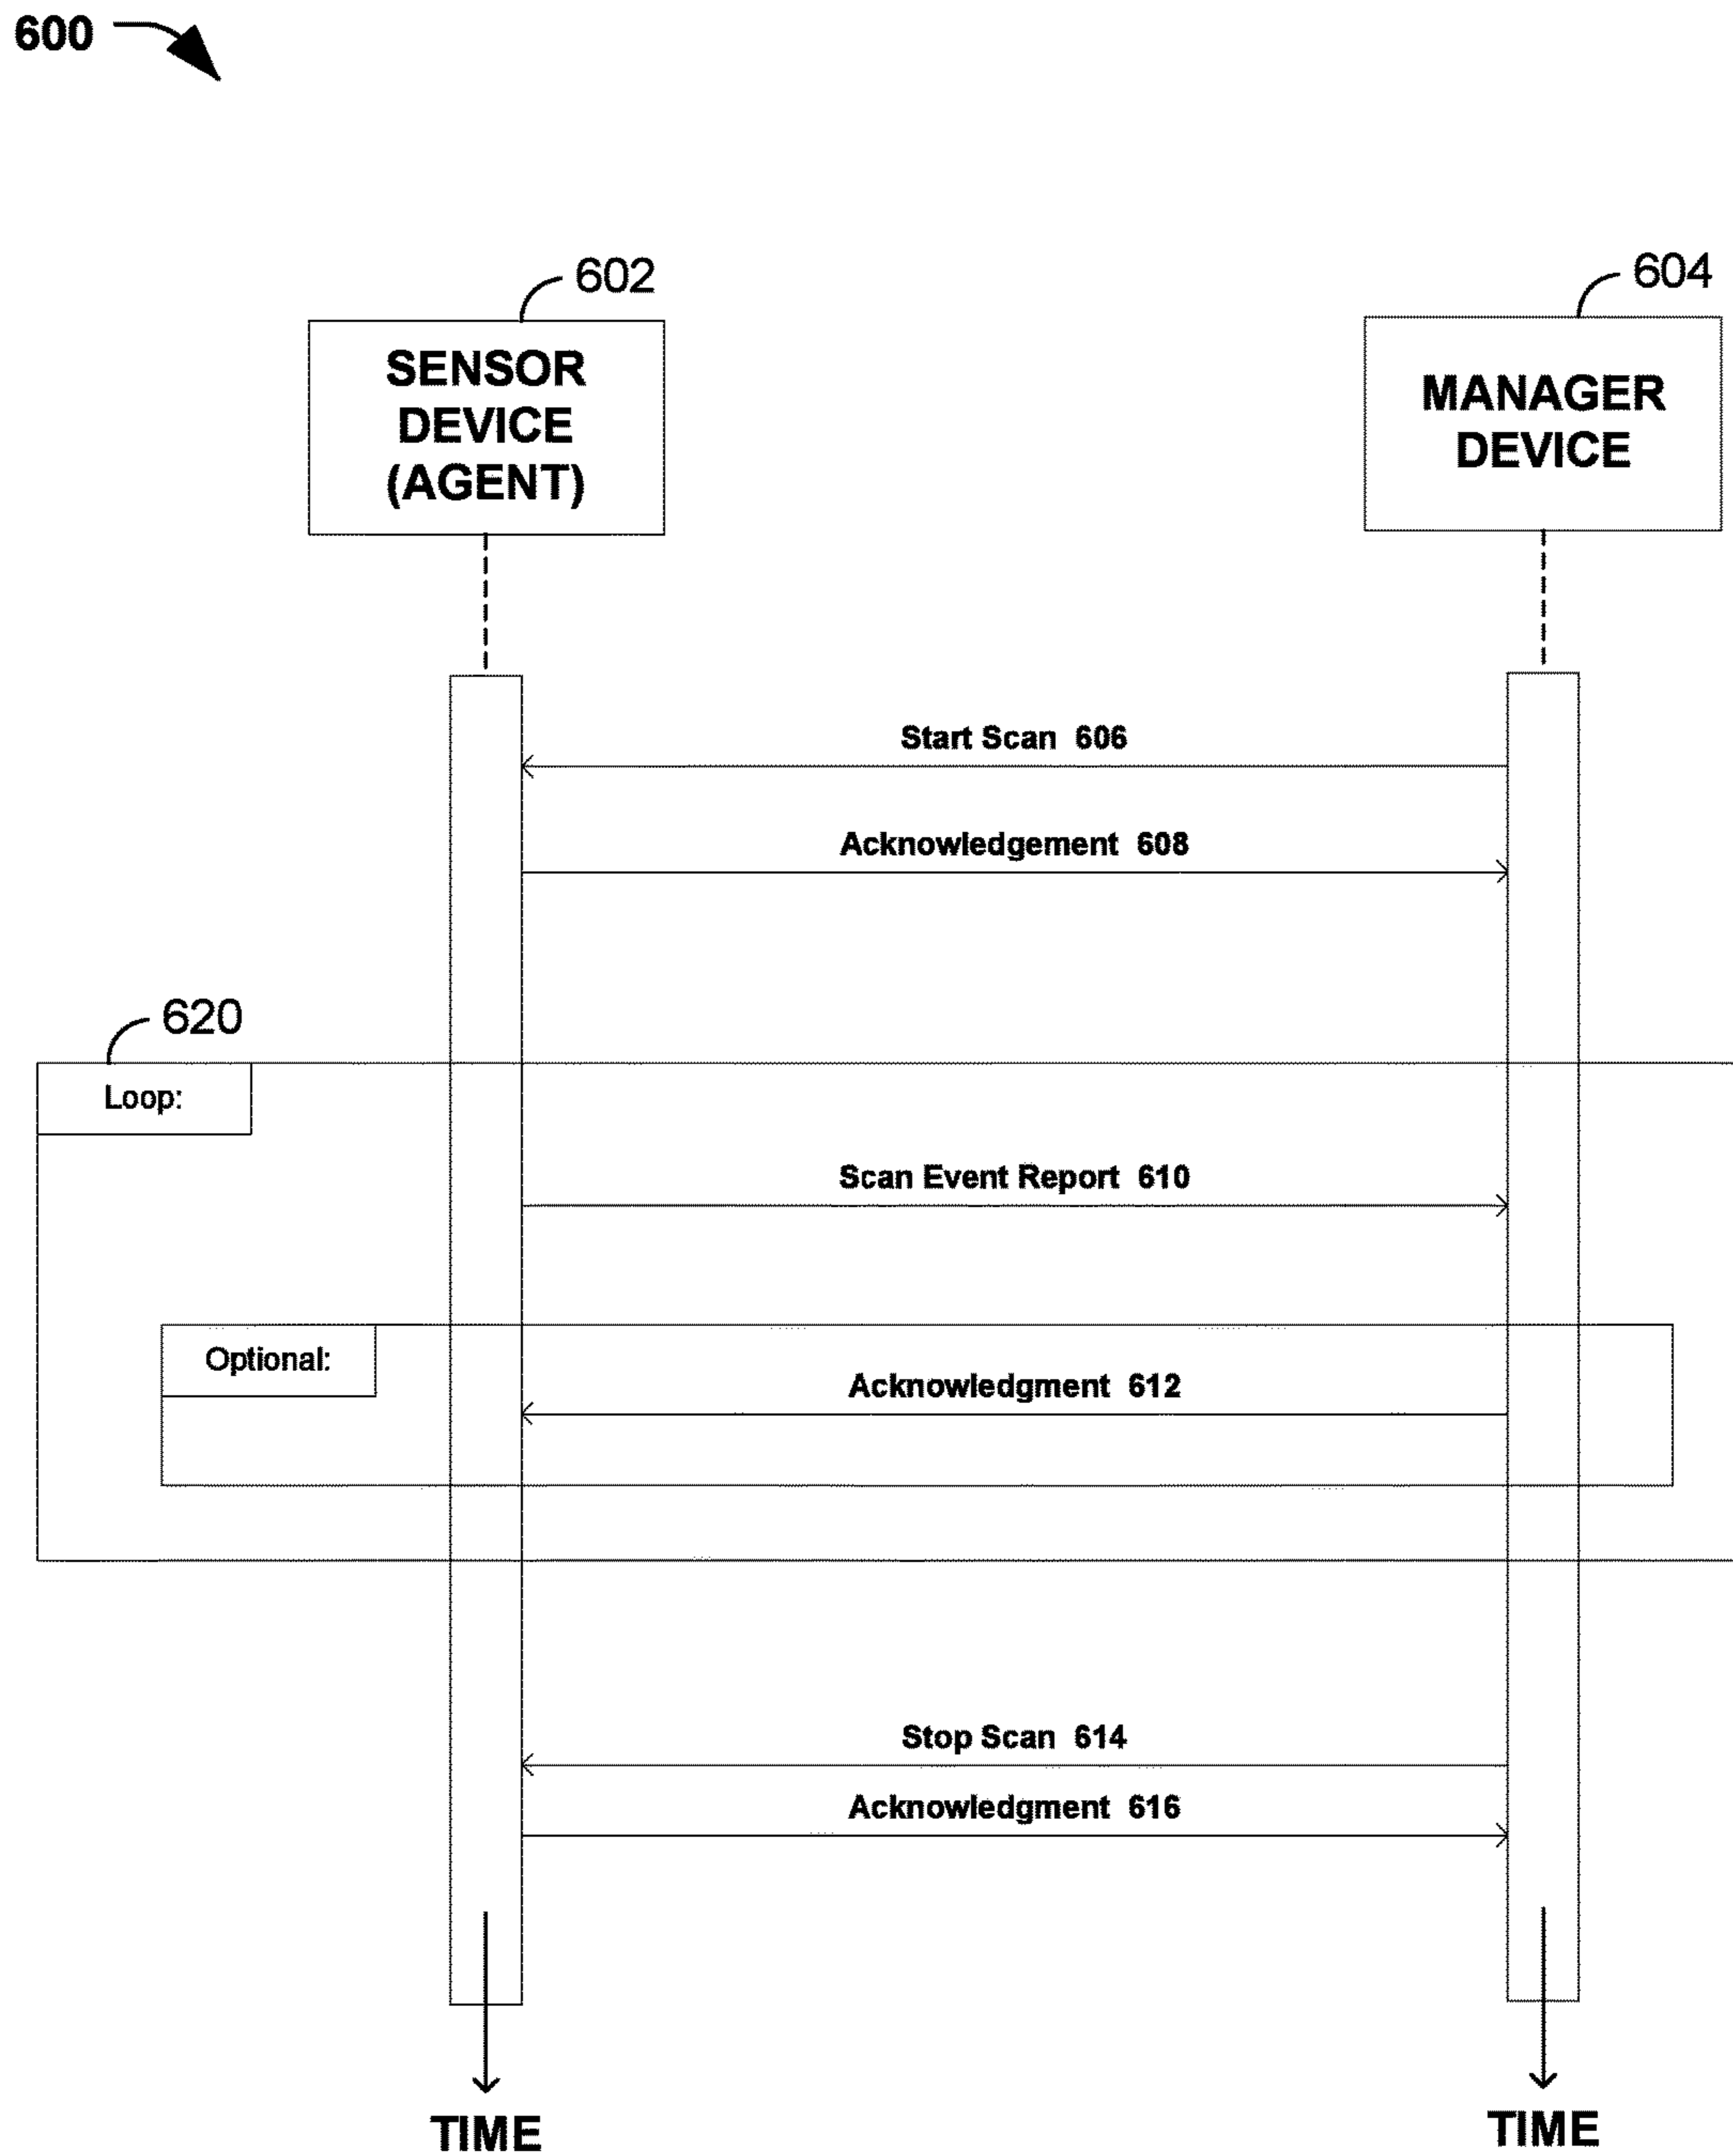 600
602
604
SENSOR
DEVICE
(AGENT)
MANAGER
DEVICE
Start Scan 606
Acknowledgement 608
620
Loop:
Scan Event Report 610
Optional:
Acknowledgment 612
Stop Scan 614
Acknowledgment 616
TIME
TIME